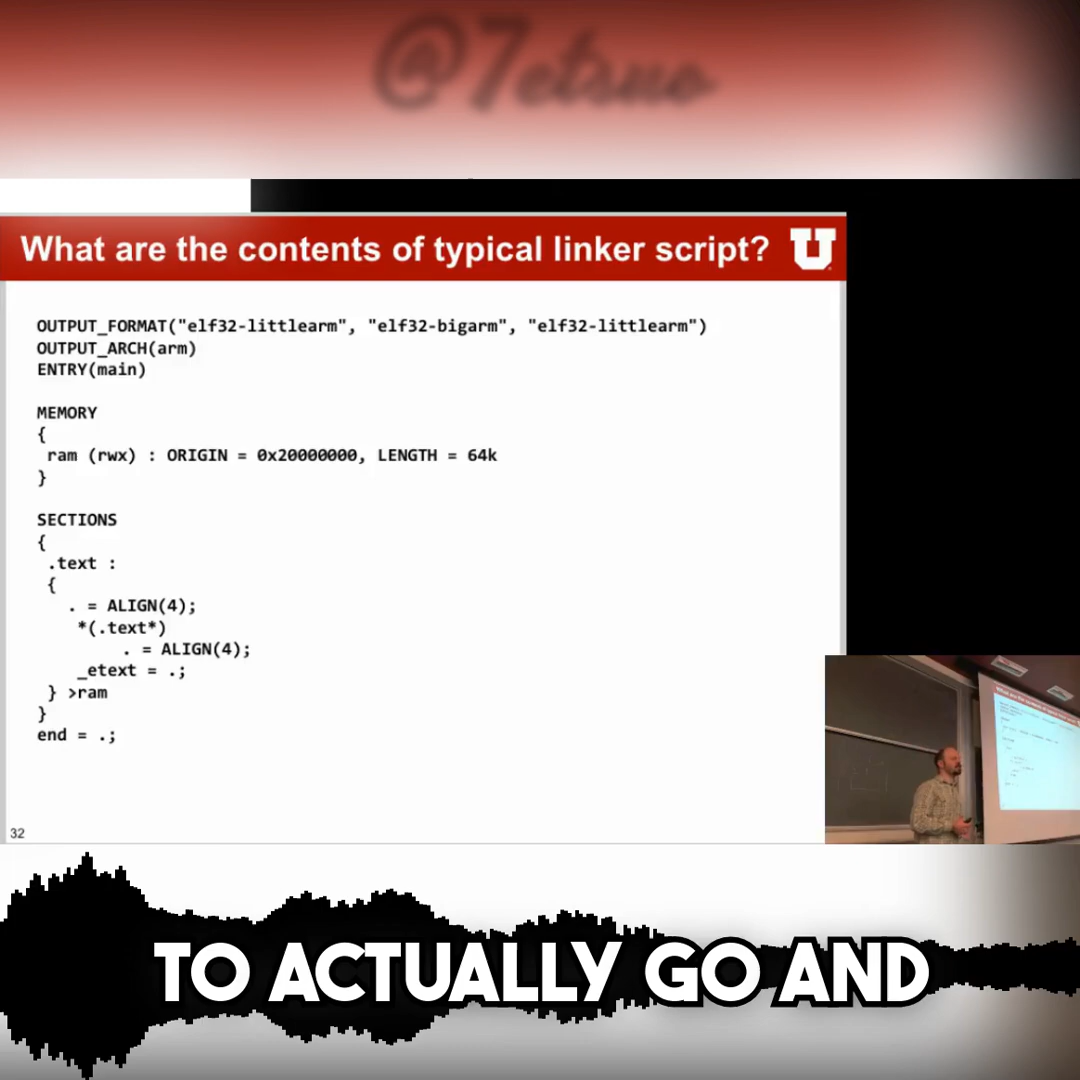 @7etsuo
What are the contents of typical linker script?
U
OUTPUT_FORMAT("elf32-littlearm", "elf32-bigarm", "elf32-littlearm")
OUTPUT_ARCH(arm)
ENTRY(main)
MEMORY
{
ram (rwx) : ORIGIN = 0x20000000, LENGTH = 64k
}
SECTIONS
{
.text :
{
. = ALIGN(4);
*(.text*)
. = ALIGN(4);
_etext = .;
} >ram
}
end = .;
32
TO ACTUALLY GO AND